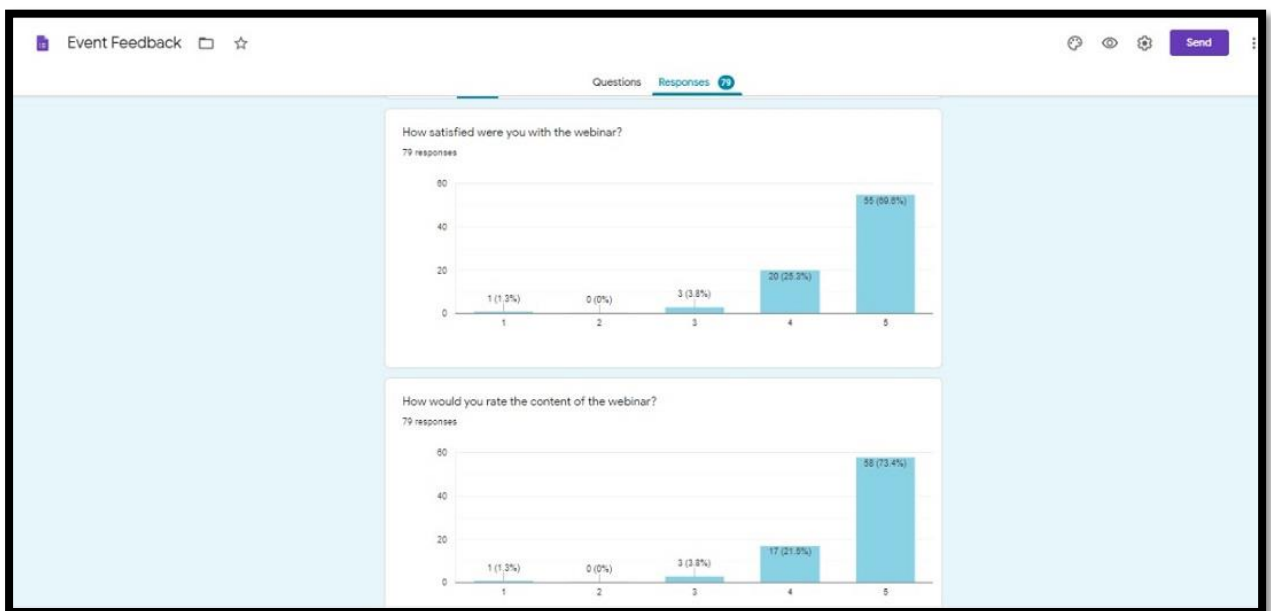 Event Feedback
Send
Questions Responses 79
How satisfied were you with the webinar?
79 responses
60
40
20
0
1 (1.3%)
0 (0%)
3 (3.8%)
20 (25.3%)
55 (69.6%)
1 2 3 4 5
How would you rate the content of the webinar?
79 responses
60
40
20
0
1 (1.3%)
0 (0%)
3 (3.8%)
17 (21.5%)
58 (73.4%)
1 2 3 4 5